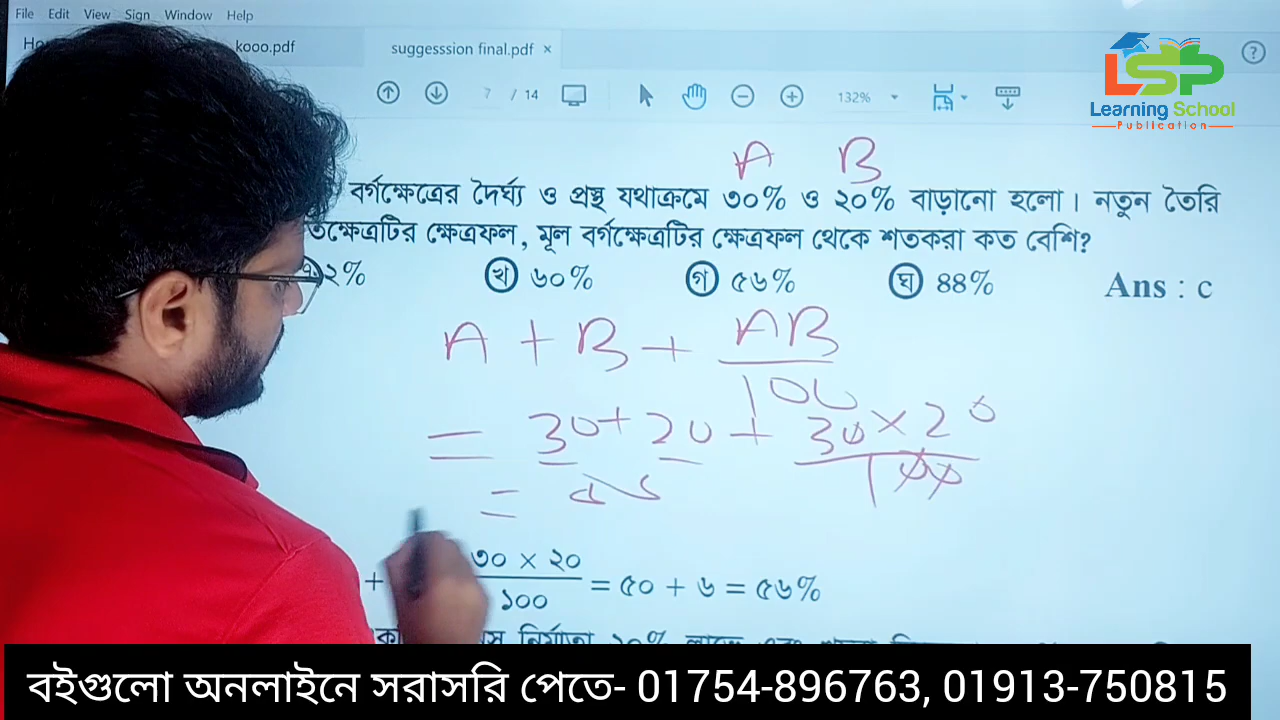 File Edit View Sign Window Help
kooo.pdf suggesssion final.pdf ×
7 / 14 132%
LSP
Learning School
Publication
A B
বর্গক্ষেত্রের দৈর্ঘ্য ও প্রস্থ যথাক্রমে ৩০% ও ২০% বাড়ানো হলো। নতুন তৈরি
ক্ষেত্রটির ক্ষেত্রফল, মূল বর্গক্ষেত্রটির ক্ষেত্রফল থেকে শতকরা কত বেশি?
২% খ ৬০% গ ৫৬% ঘ 88% Ans : c
A + B + AB
100
= 30 + 20 + 30 × 20
100
=
+ ৩০ × ২০
১০০
= ৫০ + ৬ = ৫৬%
বইগুলো অনলাইনে সরাসরি পেতে- 01754-896763, 01913-750815